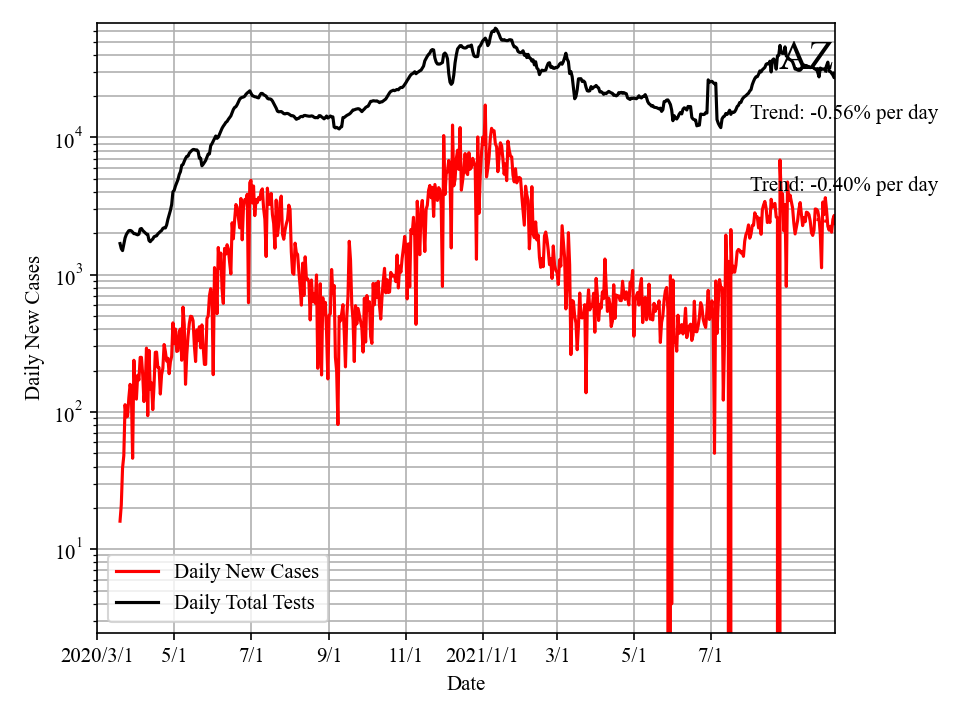 AZ
Trend: -0.56% per day
Trend: -0.40% per day
10^4
10^3
10^2
10^1
Daily New Cases
Daily New Cases
Daily Total Tests
2020/3/1 5/1 7/1 9/1 11/1 2021/1/1 3/1 5/1 7/1
Date